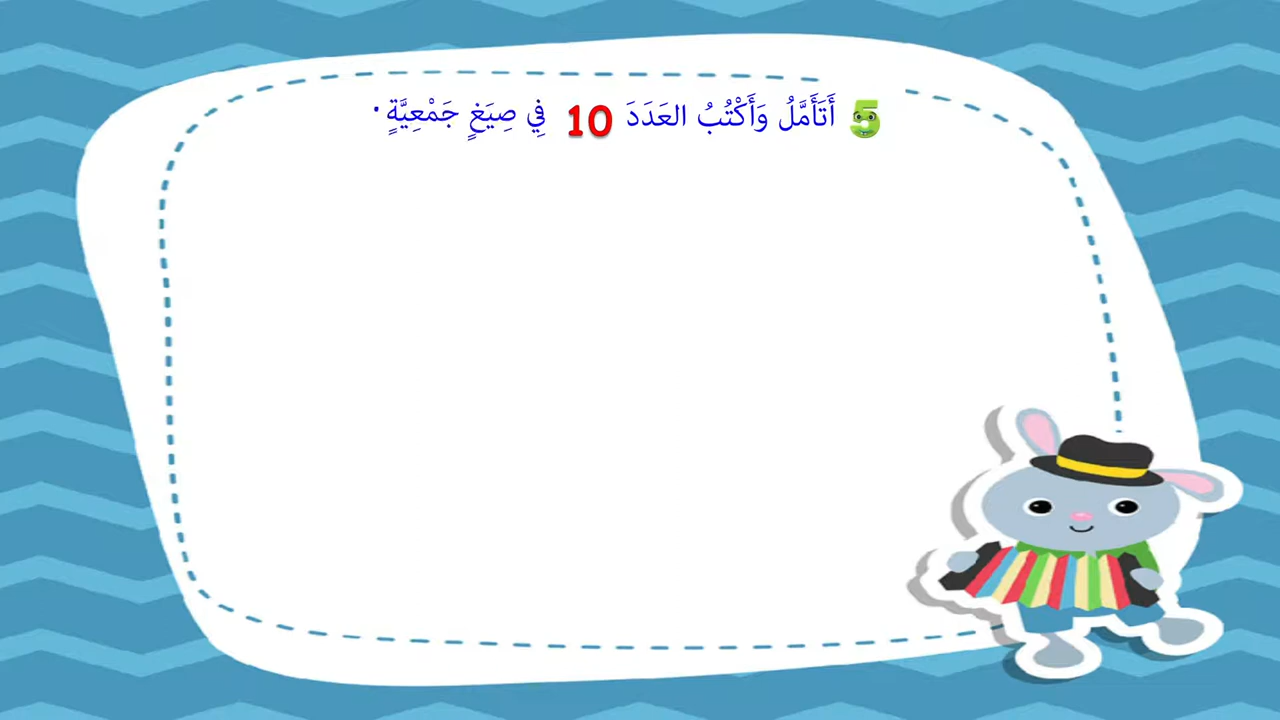 5 أَتَأَمَّلُ وَأَكْتُبُ العَدَدَ 10 فِي صِيَغٍ جَمْعِيَّةٍ .